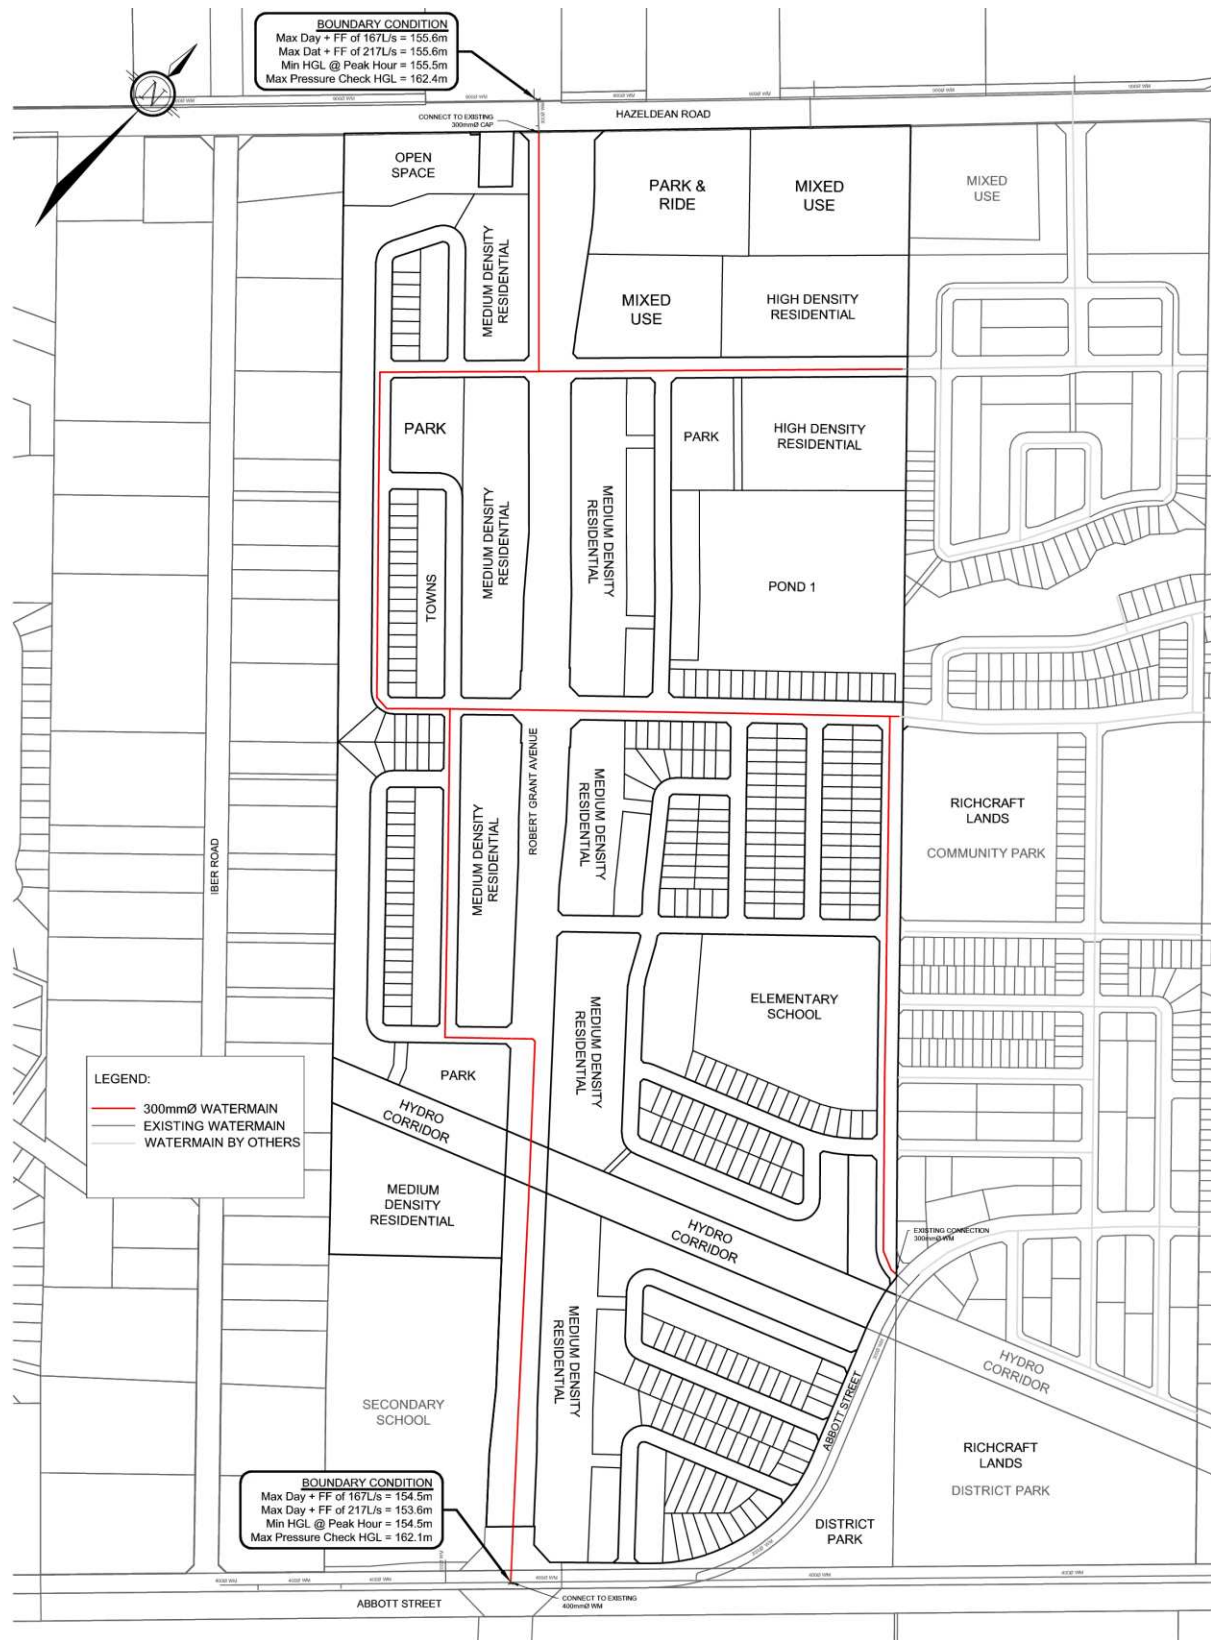 BOUNDARY CONDITION
Max Day + FF of 167L/s = 155.6m
Max Dat + FF of 217L/s = 155.6m
Min HGL @ Peak Hour = 155.5m
Max Pressure Check HGL = 162.4m
N
CONNECT TO EXISTING
300mmØ CAP
HAZELDEAN ROAD
OPEN
SPACE
PARK &
RIDE
MIXED
USE
MIXED
USE
MEDIUM DENSITY
RESIDENTIAL
MIXED
USE
HIGH DENSITY
RESIDENTIAL
PARK
PARK
HIGH DENSITY
RESIDENTIAL
MEDIUM DENSITY
RESIDENTIAL
MEDIUM DENSITY
RESIDENTIAL
TOWNS
POND 1
ROBERT GRANT AVENUE
MEDIUM DENSITY
RESIDENTIAL
MEDIUM DENSITY
RESIDENTIAL
IBER ROAD
RICHCRAFT
LANDS
COMMUNITY PARK
ELEMENTARY
SCHOOL
MEDIUM DENSITY
RESIDENTIAL
LEGEND:
300mmØ WATERMAIN
EXISTING WATERMAIN
WATERMAIN BY OTHERS
PARK
HYDRO
CORRIDOR
MEDIUM
DENSITY
RESIDENTIAL
HYDRO
CORRIDOR
EXISTING CONNECTION
300mmØ WM
MEDIUM DENSITY
RESIDENTIAL
HYDRO
CORRIDOR
SECONDARY
SCHOOL
ABBOTT STREET
RICHCRAFT
LANDS
DISTRICT PARK
BOUNDARY CONDITION
Max Day + FF of 167L/s = 154.5m
Max Day + FF of 217L/s = 153.6m
Min HGL @ Peak Hour = 154.5m
Max Pressure Check HGL = 162.1m
DISTRICT
PARK
CONNECT TO EXISTING
400mmØ WM
ABBOTT STREET